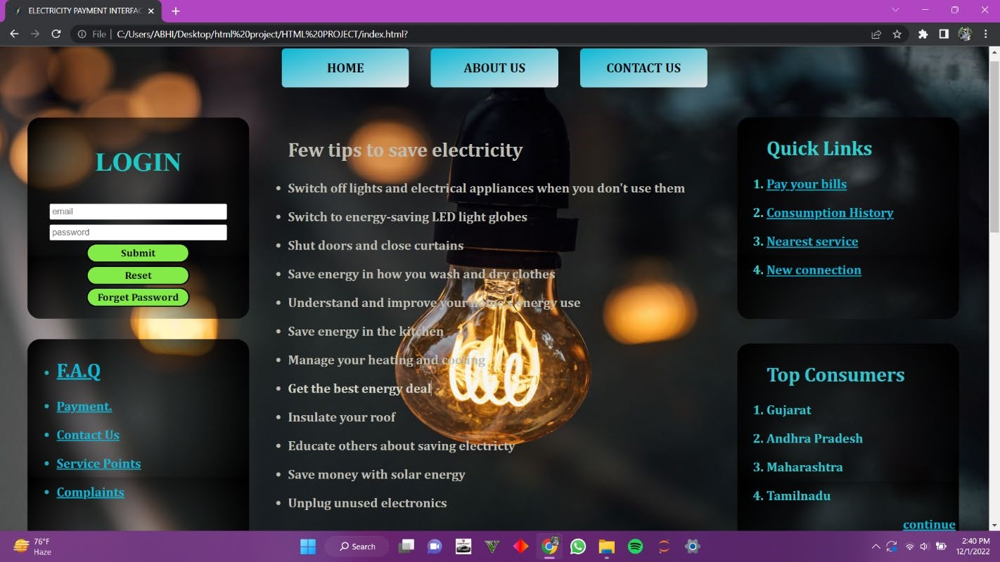 ELECTRICITY PAYMENT INTERFAC
File
C:/Users/ABHI/Desktop/html%20project/HTML%20PROJECT/index.html?
HOME
ABOUT US
CONTACT US
LOGIN
email
password
Submit
Reset
Forget Password
F.A.Q
Payment.
Contact Us
Service Points
Complaints
Few tips to save electricity
Switch off lights and electrical appliances when you don't use them
Switch to energy-saving LED light globes
Shut doors and close curtains
Save energy in how you wash and dry clothes
Understand and improve your home's energy use
Save energy in the kitchen
Manage your heating and cooling
Get the best energy deal
Insulate your roof
Educate others about saving electricty
Save money with solar energy
Unplug unused electronics
Quick Links
1. Pay your bills
2. Consumption History
3. Nearest service
4. New connection
Top Consumers
1. Gujarat
2. Andhra Pradesh
3. Maharashtra
4. Tamilnadu
continue
76°F
Haze
Search
2:40 PM
12/1/2022